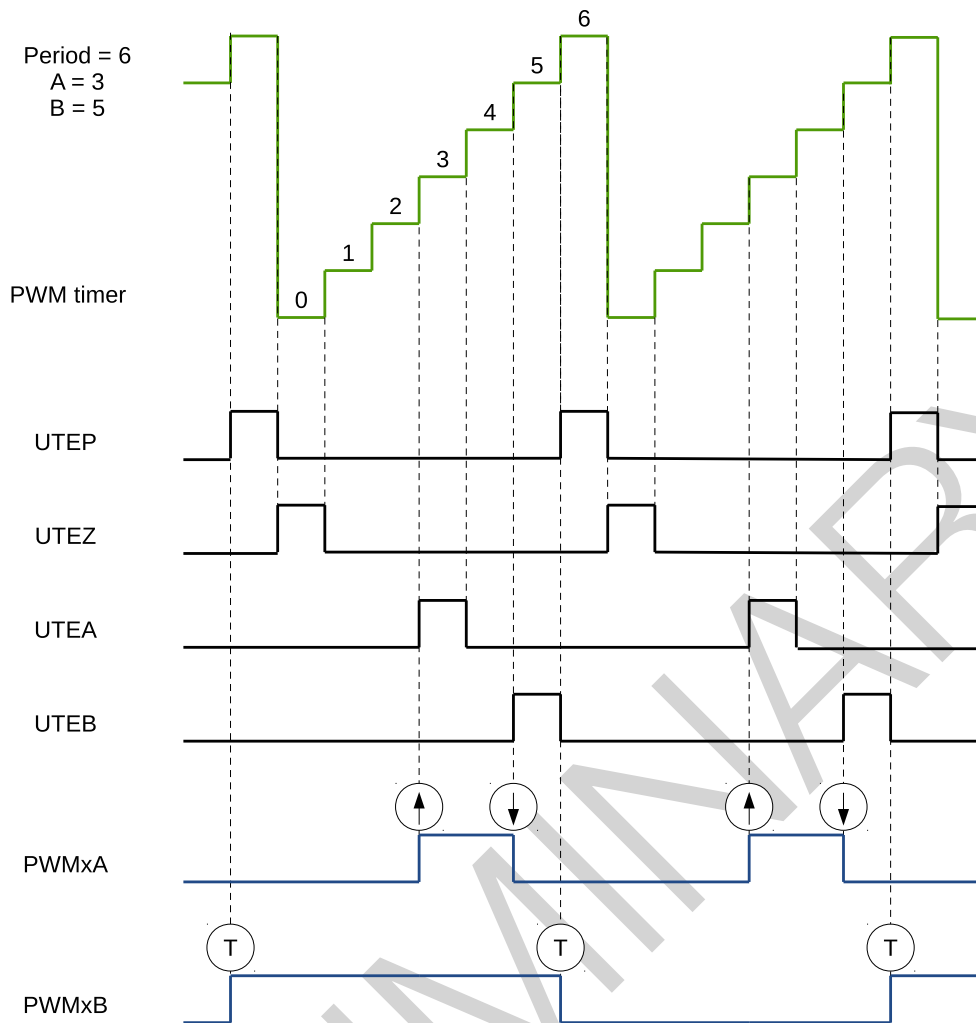 6
Period = 6
A = 3
B = 5
5
4
3
2
1
0
PWM timer
UTEP
UTEZ
UTEA
UTEB
PWMxA
T
T
T
PWMxB
MINARY